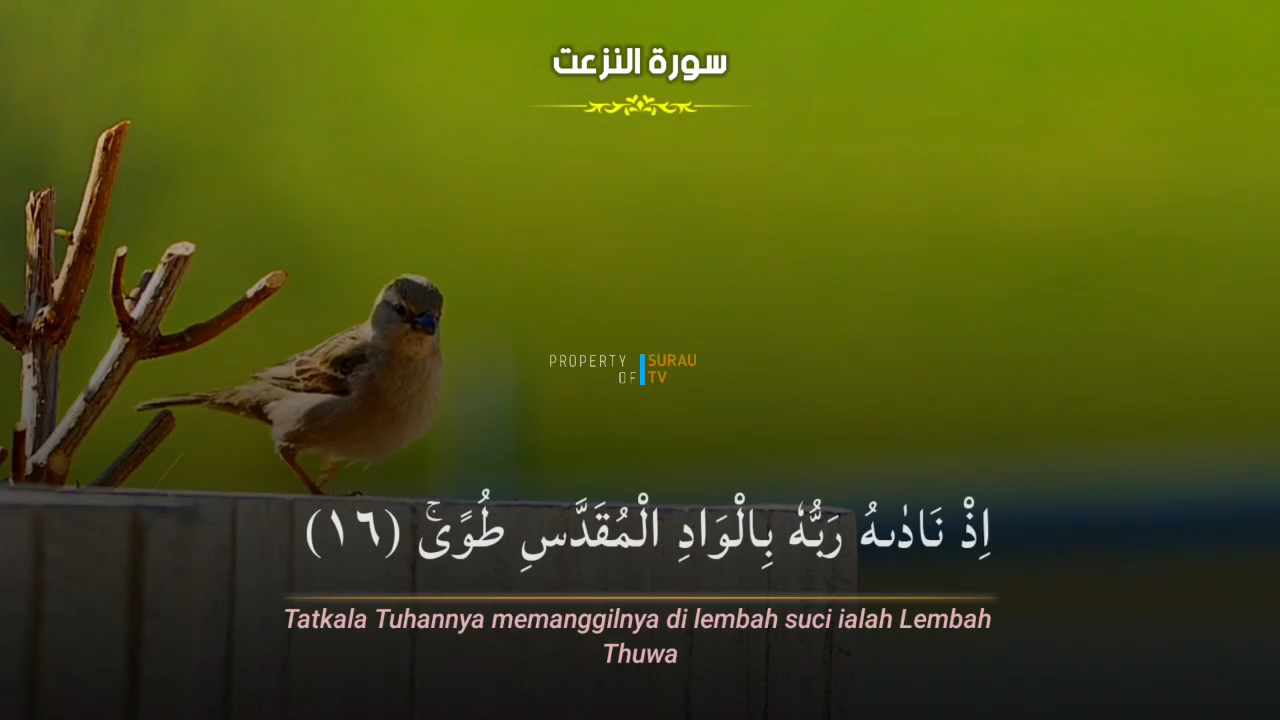 سورة النزعت
PROPERTY OF
SURAU TV
اِذْ نَادٰىهُ رَبُّهٗ بِالْوَادِ الْمُقَدَّسِ طُوًىۚ (١٦)
Tatkala Tuhannya memanggilnya di lembah suci ialah Lembah
Thuwa